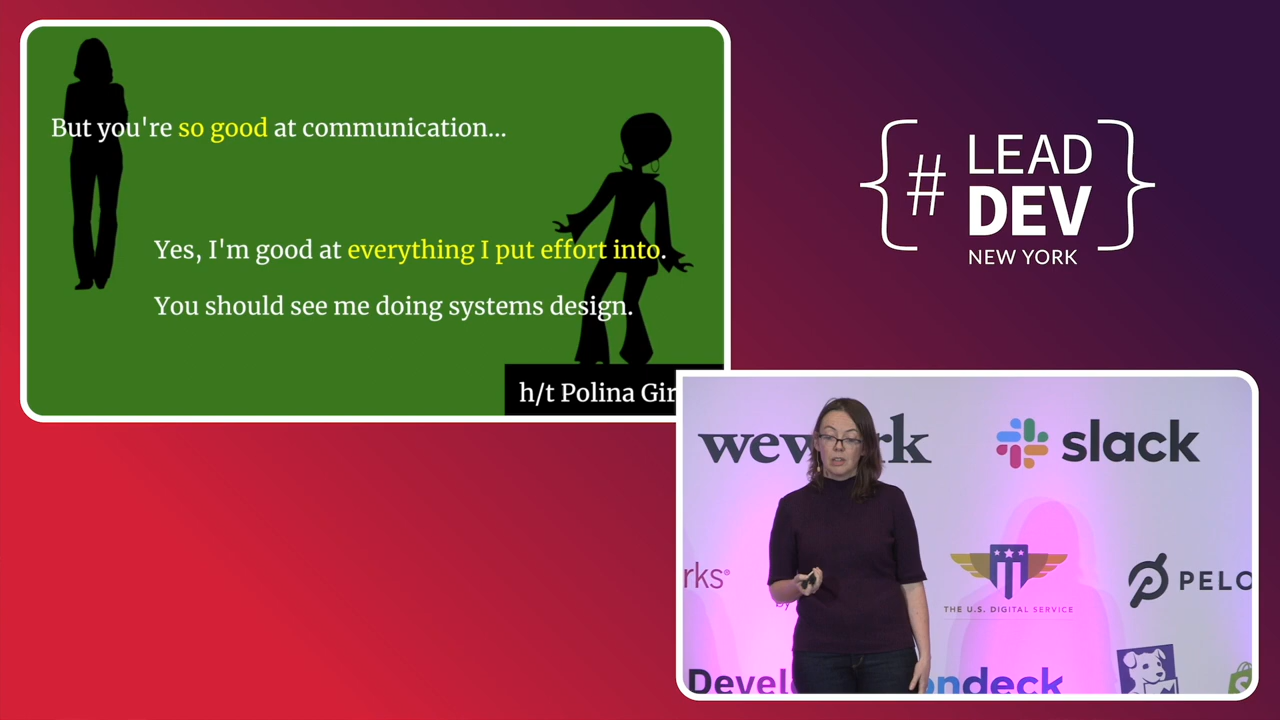 But you're so good at communication...
Yes, I'm good at everything I put effort into.
You should see me doing systems design.
h/t Polina
{# LEAD
DEV}
NEW YORK
slack
THE U.S. DIGITAL SERVICE